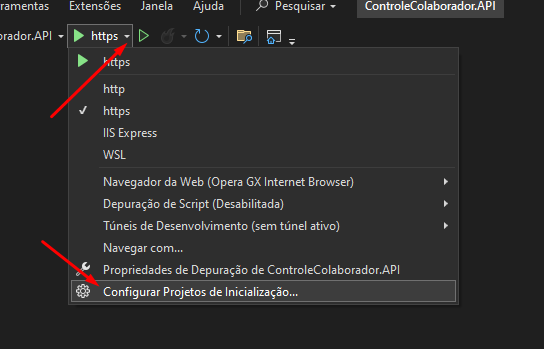 ramentas Extensões Janela Ajuda Pesquisar ControleColaborador.API
orador.API https
https
http
https
IIS Express
WSL
Navegador da Web (Opera GX Internet Browser)
Depuração de Script (Desabilitada)
Túneis de Desenvolvimento (sem túnel ativo)
Navegar com...
Propriedades de Depuração de ControleColaborador.API
Configurar Projetos de Inicialização...